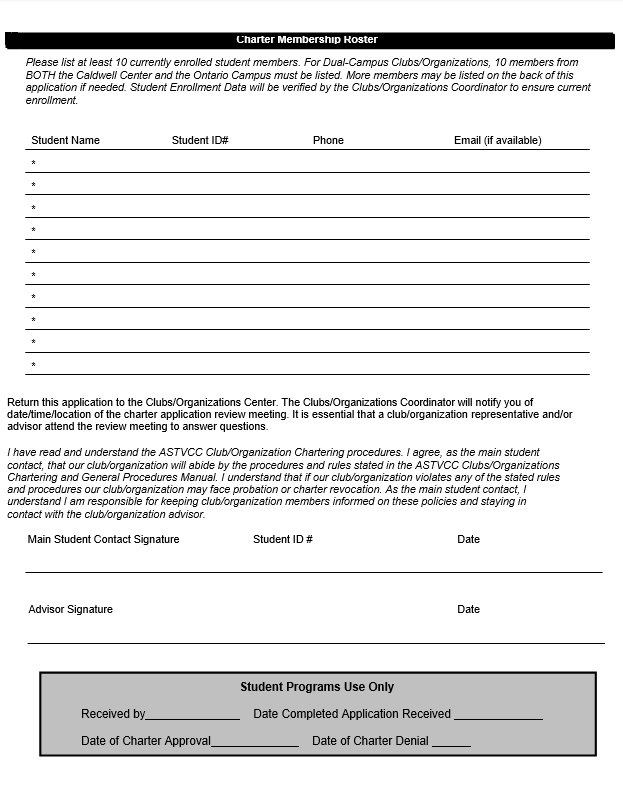 Charter Membership Roster
Please list at least 10 currently enrolled student members. For Dual-Campus Clubs/Organizations, 10 members from
BOTH the Caldwell Center and the Ontario Campus must be listed. More members may be listed on the back of this
application if needed. Student Enrollment Data will be verified by the Clubs/Organizations Coordinator to ensure current
enrollment.
Student Name Student ID# Phone Email (if available)
*
*
*
*
*
*
*
*
*
*
Return this application to the Clubs/Organizations Center. The Clubs/Organizations Coordinator will notify you of
date/time/location of the charter application review meeting. It is essential that a club/organization representative and/or
advisor attend the review meeting to answer questions.
I have read and understand the ASTVCC Club/Organization Chartering procedures. I agree, as the main student
contact, that our club/organization will abide by the procedures and rules stated in the ASTVCC Clubs/Organizations
Chartering and General Procedures Manual. I understand that if our club/organization violates any of the stated rules
and procedures our club/organization may face probation or charter revocation. As the main student contact, I
understand I am responsible for keeping club/organization members informed on these policies and staying in
contact with the club/organization advisor.
Main Student Contact Signature Student ID # Date
Advisor Signature Date
Student Programs Use Only
Received by_______________ Date Completed Application Received ______________
Date of Charter Approval______________ Date of Charter Denial ______